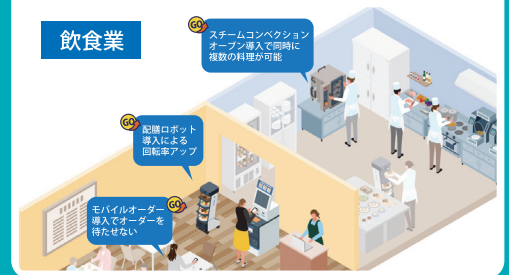 飲食業
GO
スチームコンベクション
オーブン導入で同時に
複数の料理が可能
GO
配膳ロボット
導入による
回転率アップ
GO
モバイルオーダー
導入でオーダーを
待たせない